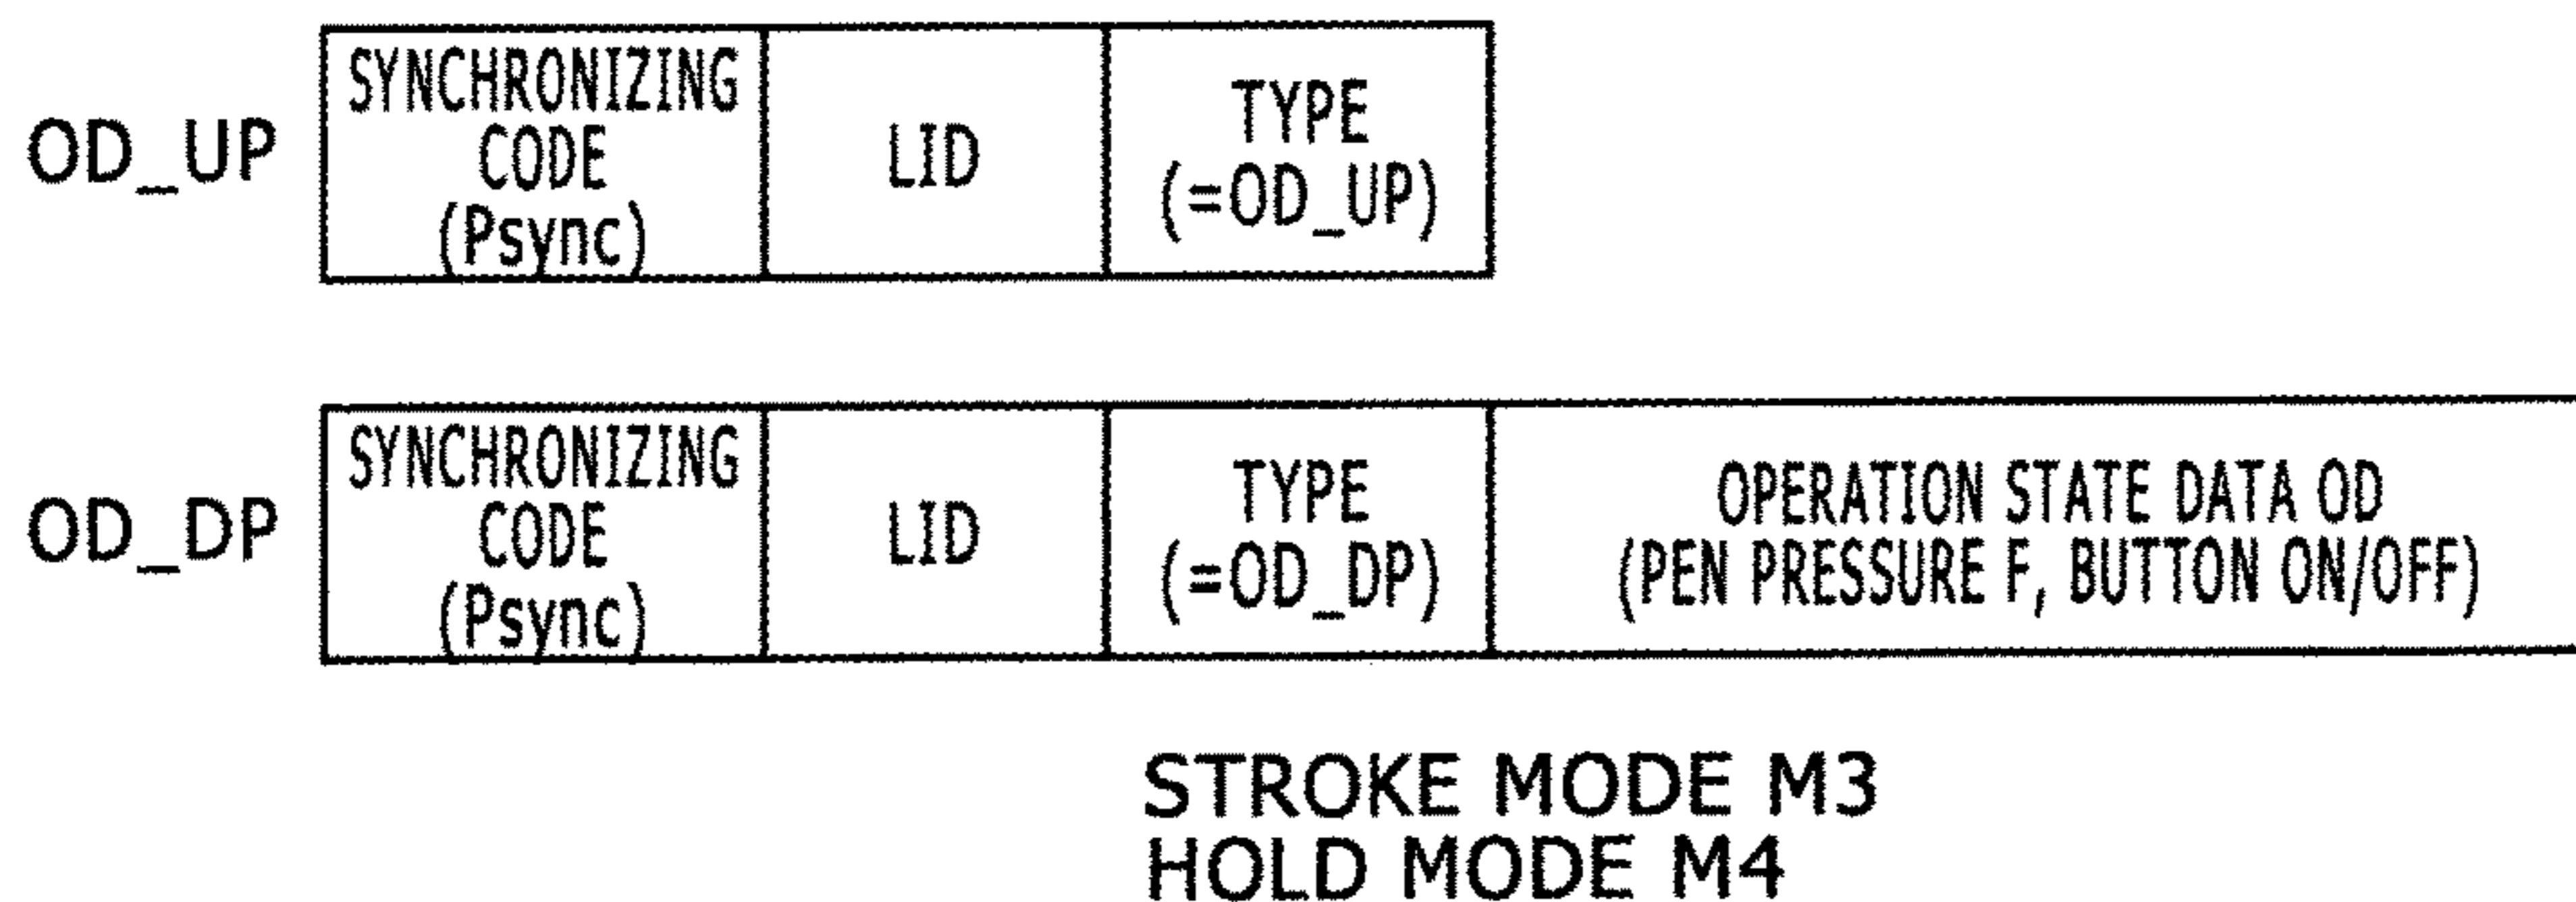 OD_UP
SYNCHRONIZING
CODE
(Psync)
LID
TYPE
(=OD_UP)
OD_DP
SYNCHRONIZING
CODE
(Psync)
LID
TYPE
(=OD_DP)
OPERATION STATE DATA OD
(PEN PRESSURE F, BUTTON ON/OFF)
STROKE MODE M3
HOLD MODE M4